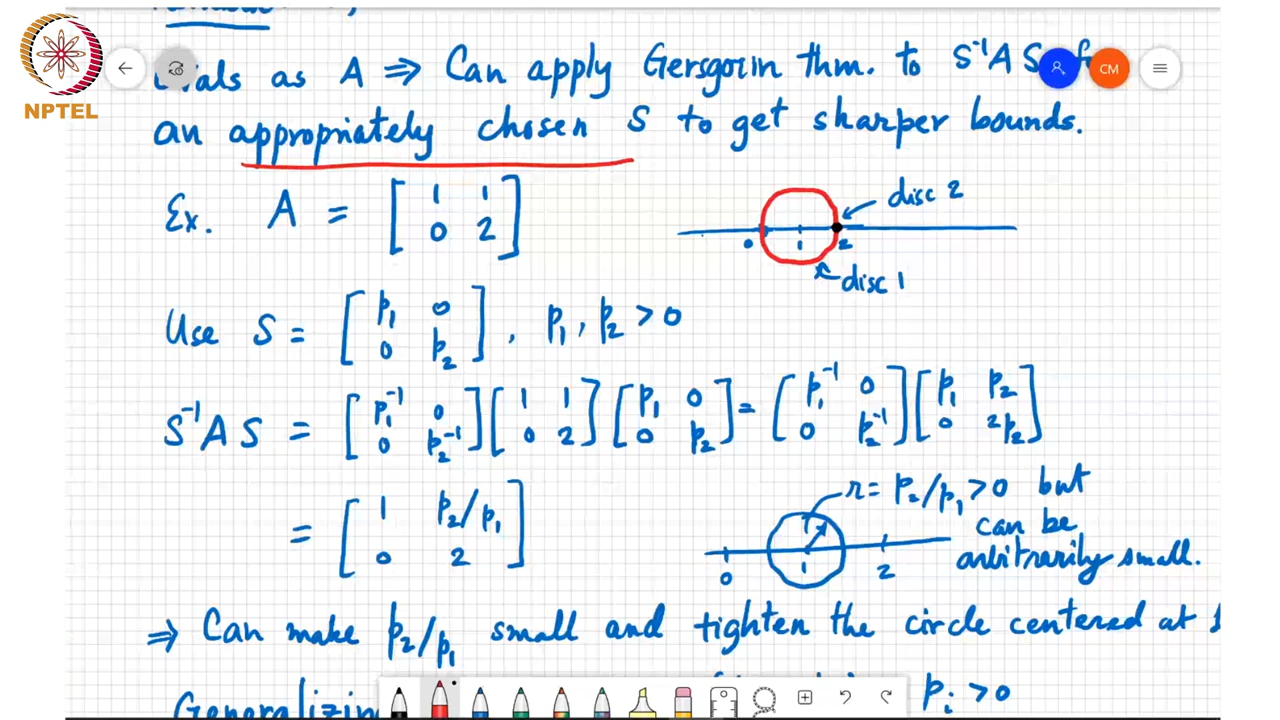 NPTEL
CM
as A ⇒ Can apply Gersgorin thm. to S⁻¹AS
an appropriately chosen S to get sharper bounds.
Ex. A = [1 1; 0 2]
disc 2
0 1 2
disc 1
Use S = [p₁ 0; 0 p₂], p₁, p₂ > 0
S⁻¹AS = [p₁⁻¹ 0; 0 p₂⁻¹] [1 1; 0 2] [p₁ 0; 0 p₂] = [p₁⁻¹ 0; 0 p₂⁻¹] [p₁ p₂; 0 2p₂]
= [1 p₂/p₁; 0 2]
r = p₂/p₁ > 0 but
can be
arbitrarily small.
0 1 2
⇒ Can make p₂/p₁ small and tighten the circle centered at 1
Generalizing
pᵢ > 0